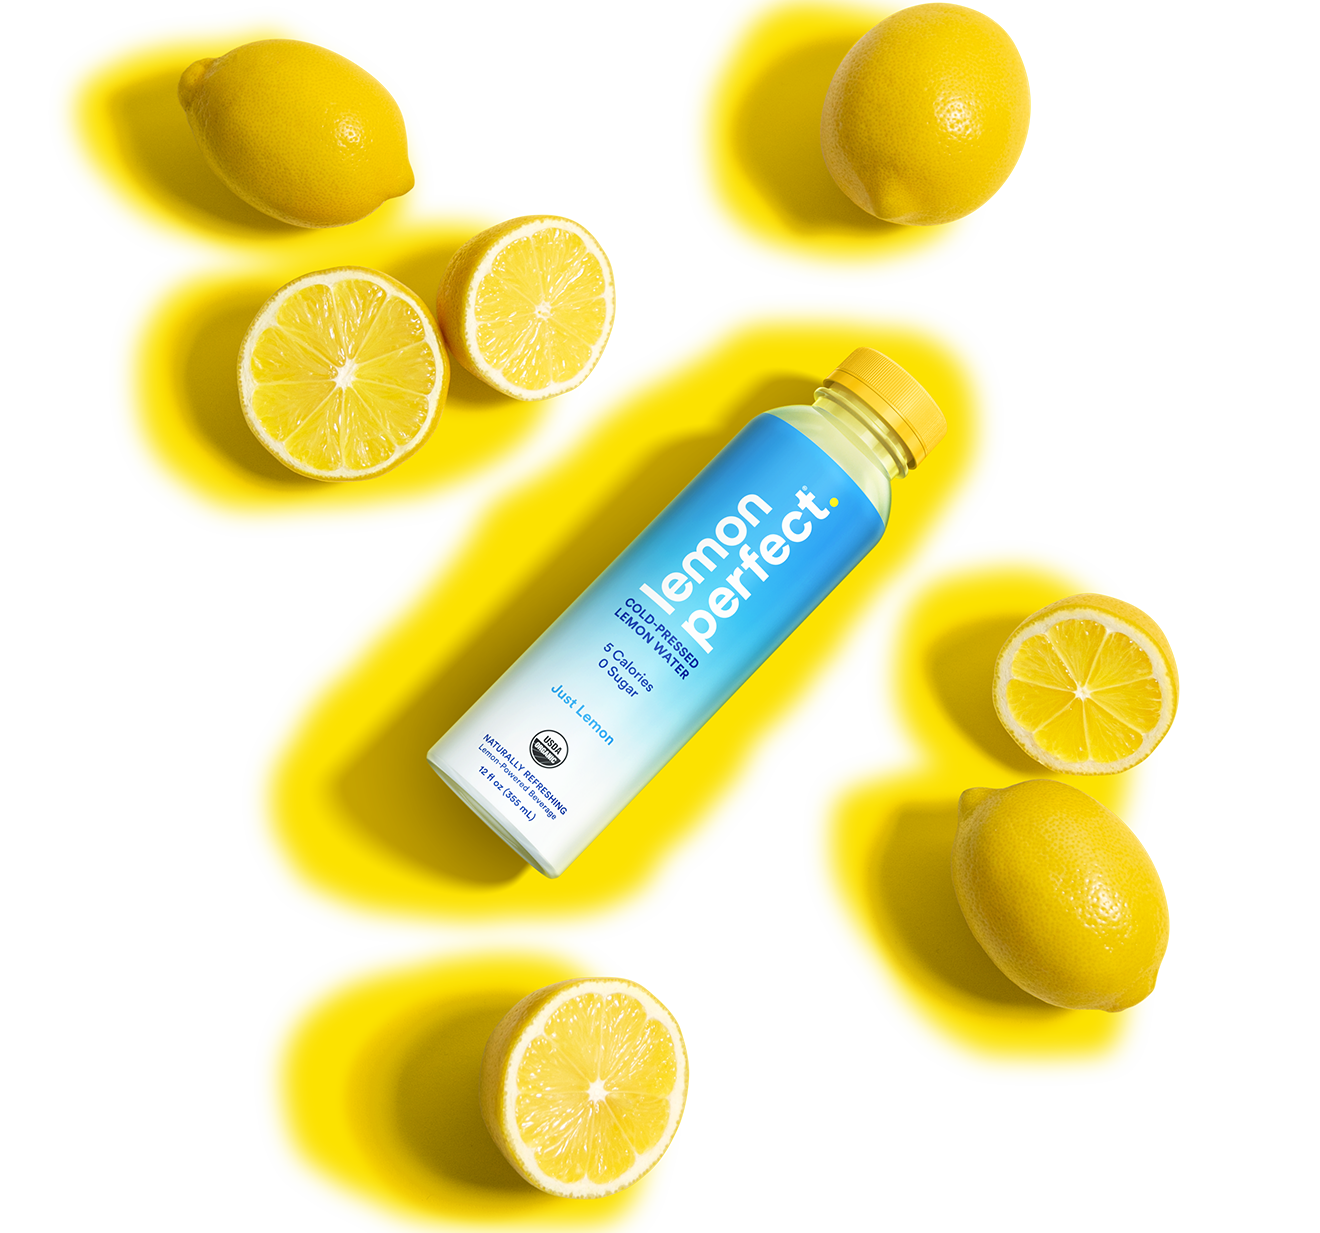 lemon
perfect.®
COLD-PRESSED
LEMON WATER
5 Calories
0 Sugar
Just Lemon
USDA
ORGANIC
NATURALLY REFRESHING
Lemon-Powered Beverage
12 fl oz (355 mL)